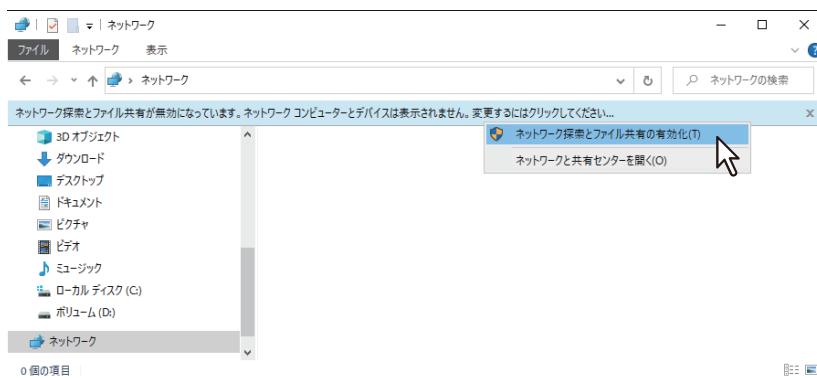 ネットワーク
ファイル ネットワーク 表示
ネットワーク ネットワークの検索
ネットワーク探索とファイル共有が無効になっています。ネットワーク コンピューターとデバイスは表示されません。変更するにはクリックしてください...
3D オブジェクト
ネットワーク探索とファイル共有の有効化(T)
ダウンロード
ネットワークと共有センターを開く(O)
デスクトップ
ドキュメント
ピクチャ
ビデオ
ミュージック
ローカル ディスク (C:)
ボリューム (D:)
ネットワーク
0 個の項目